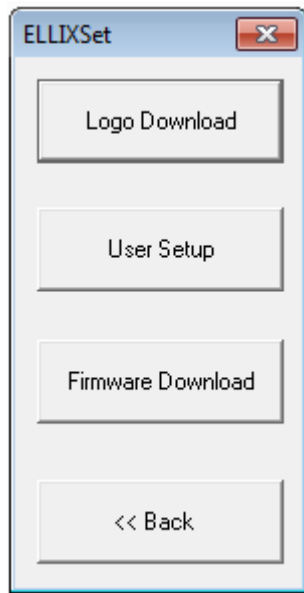 ELLIXSet
Logo Download
User Setup
Firmware Download
<< Back